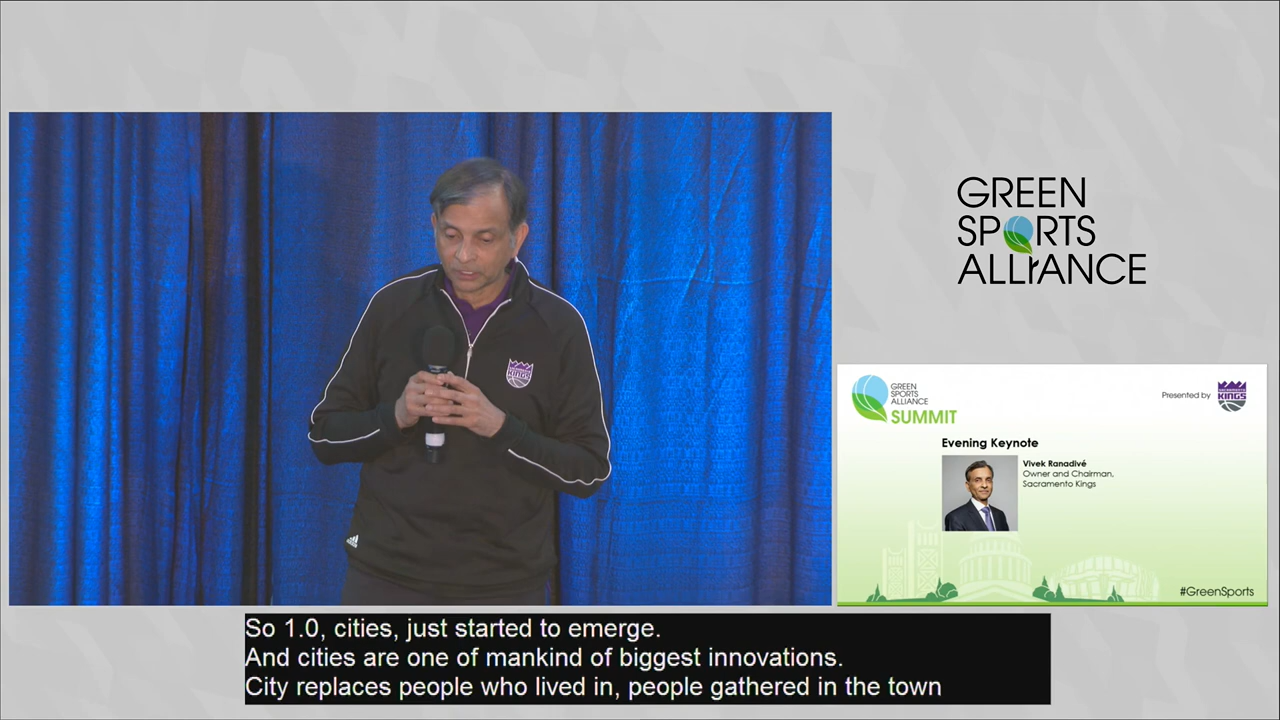 GREEN
SPORTS
ALLIANCE
KINGS
GREEN
SPORTS
ALLIANCE
SUMMIT
Presented by
SACRAMENTO
KINGS
Evening Keynote
Vivek Ranadivé
Owner and Chairman,
Sacramento Kings
#GreenSports
So 1.0, cities, just started to emerge.
And cities are one of mankind of biggest innovations.
City replaces people who lived in, people gathered in the town